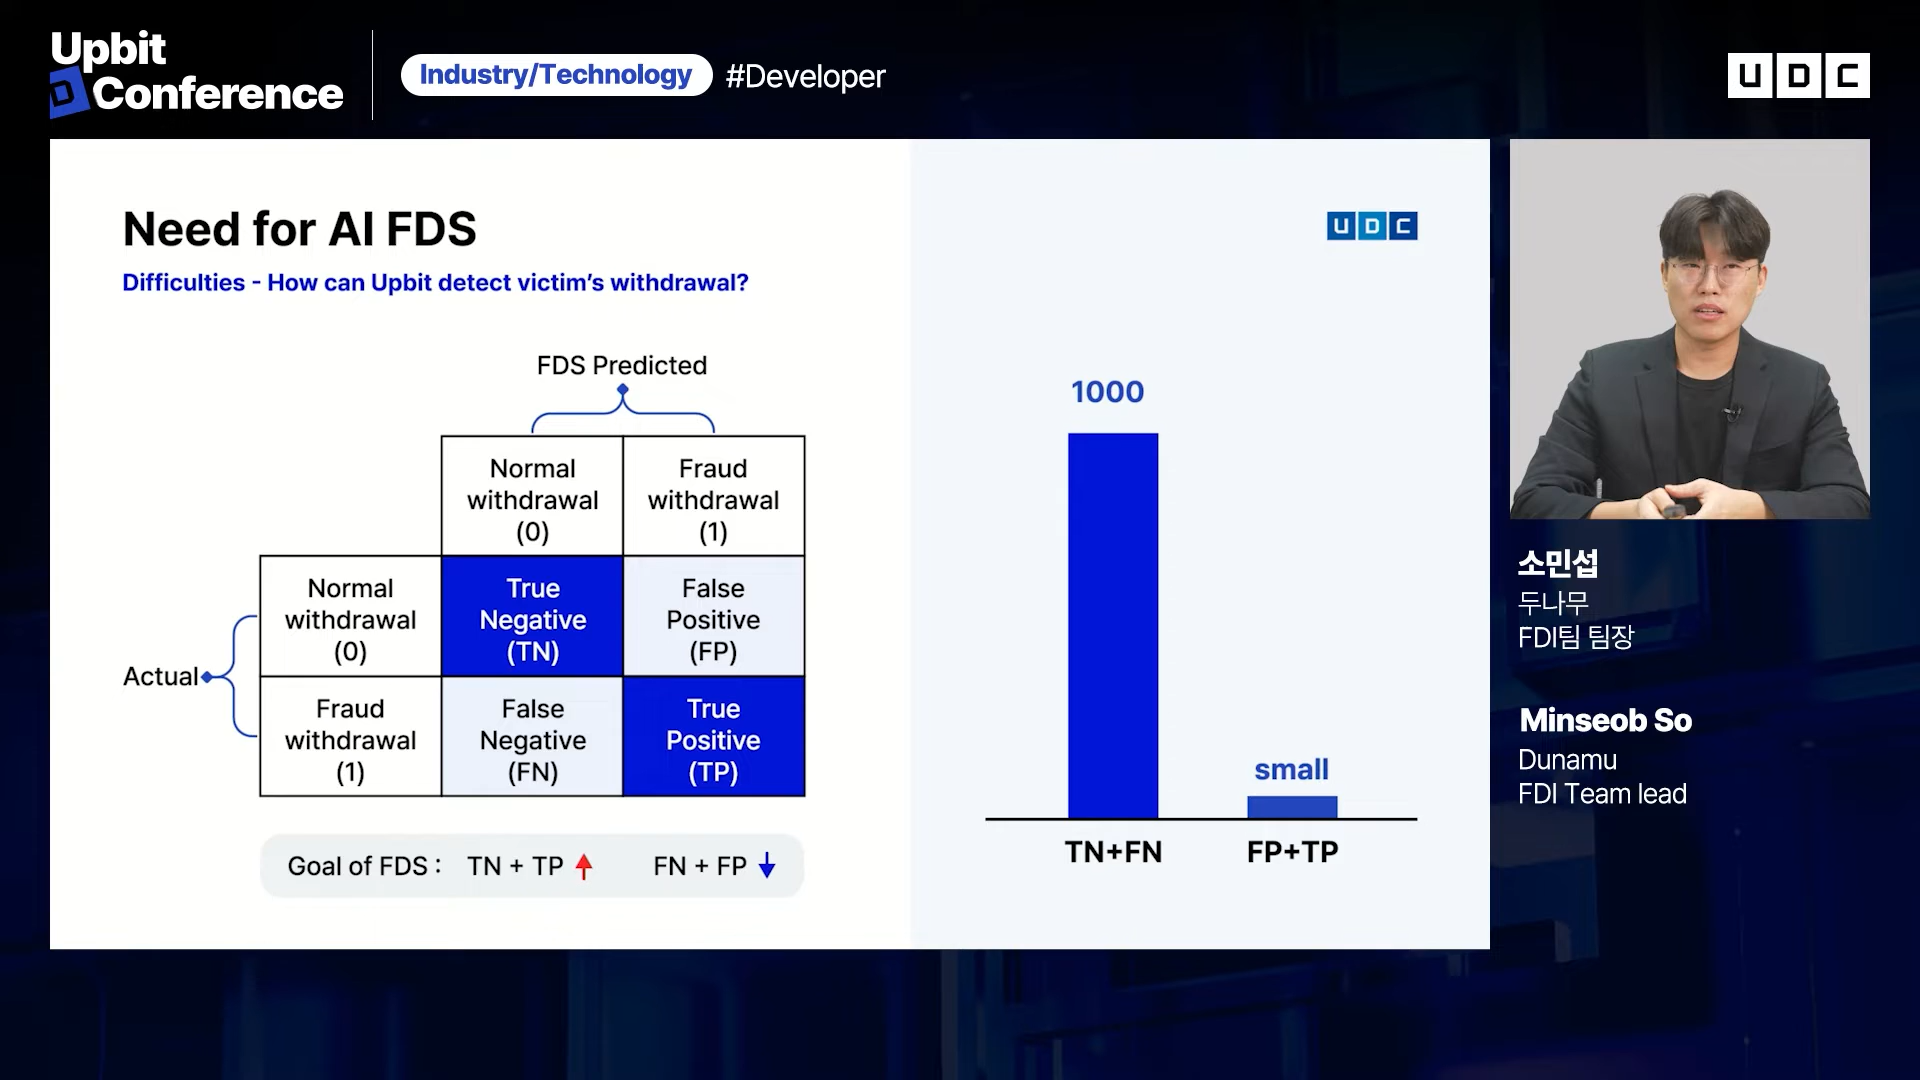 Upbit
D Conference
Industry/Technology
#Developer
UDC
Need for AI FDS
UDC
Difficulties - How can Upbit detect victim's withdrawal?
FDS Predicted
Normal
withdrawal
(0)
Fraud
withdrawal
(1)
Actual
Normal
withdrawal
(0)
True
Negative
(TN)
False
Positive
(FP)
Fraud
withdrawal
(1)
False
Negative
(FN)
True
Positive
(TP)
Goal of FDS : TN + TP FN + FP
1000
small
TN+FN
FP+TP
소민섭
두나무
FDI팀 팀장
Minseob So
Dunamu
FDI Team lead